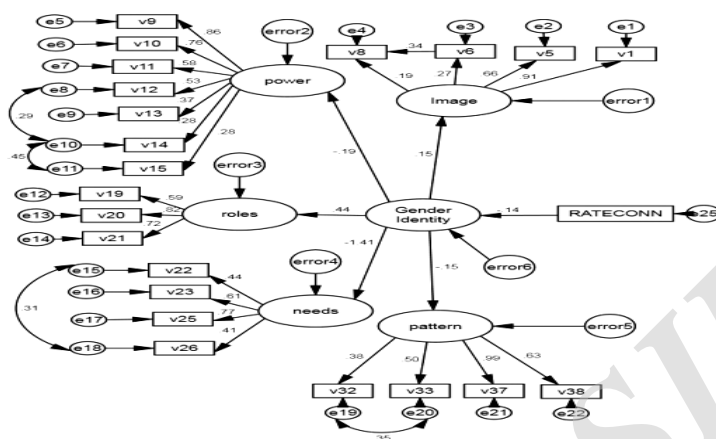 e5 v9 .86 e4 e3 e2 e1
e6 v10 .76 error2 v8 .34 v6 v5 v1
e7 v11 .58 power .19 .27 .66 .91
e8 v12 .53 Image
e9 v13 .37 error1
.29 e10 v14 .28
.45 e11 v15 .28 -.19 .15
error3
e12 v19 .59
e13 v20 .82 roles .44 Gender Identity -.14 RATECONN e25
e14 v21 .72
error4 -1.41 error6
e15 v22 .44 -.15
e16 v23 .61
.31 e17 v25 .77 needs pattern error5
e18 v26 .41
.38 .50 .99 .63
v32 v33 v37 v38
e19 e20 e21 e22
.35